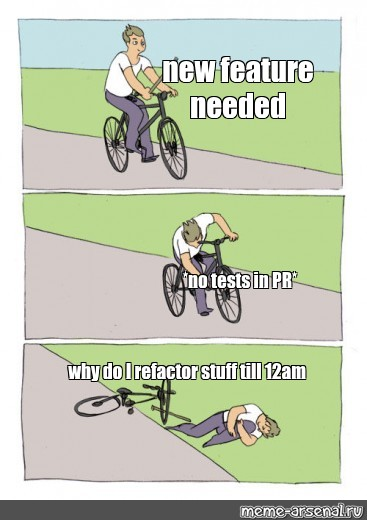 new feature
needed
*no tests in PR*
why do I refactor stuff till 12am
meme-arsenal.ru